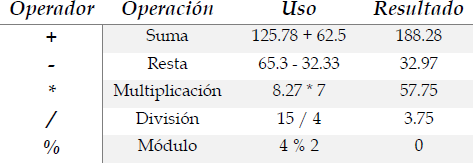 Operador Operación Uso Resultado
+ Suma 125.78 + 62.5 188.28
- Resta 65.3 - 32.33 32.97
* Multiplicación 8.27 * 7 57.75
/ División 15 / 4 3.75
% Módulo 4 % 2 0